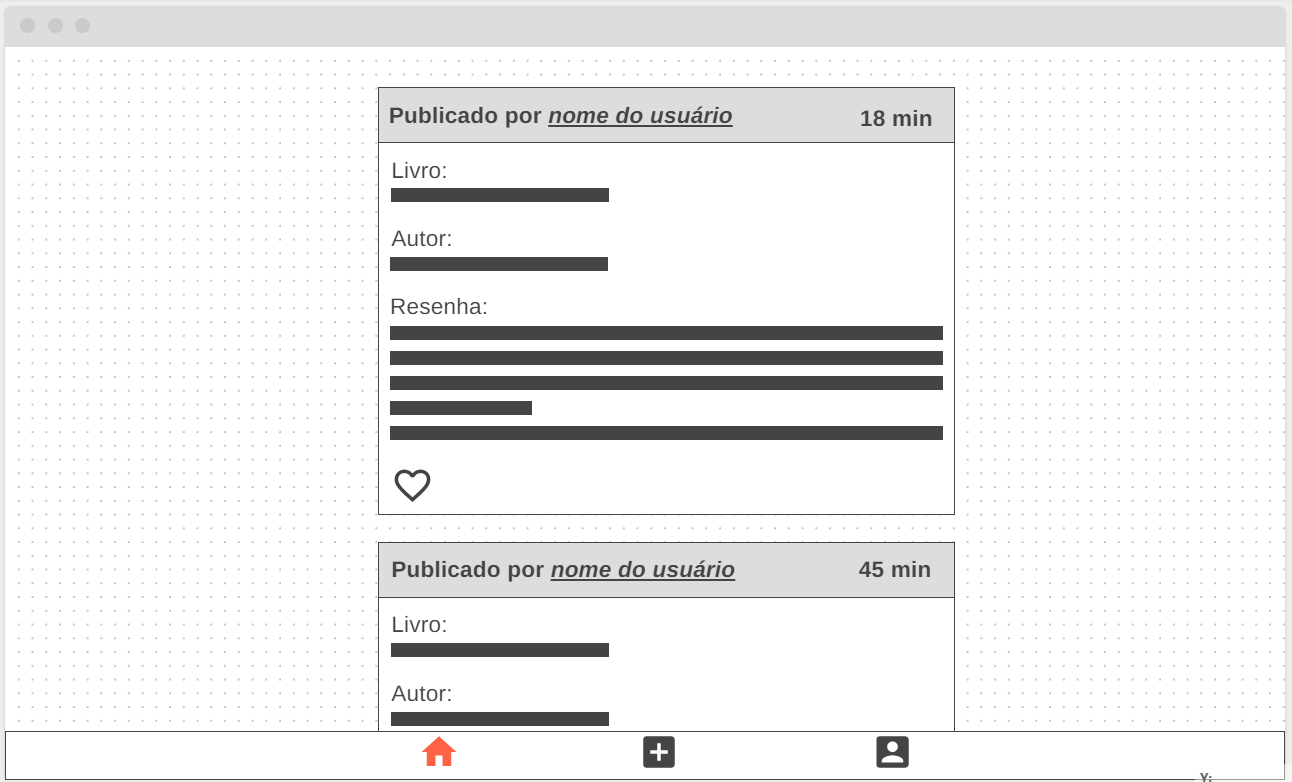 Publicado por nome do usuário 18 min
Livro:
Autor:
Resenha:
Publicado por nome do usuário 45 min
Livro:
Autor: